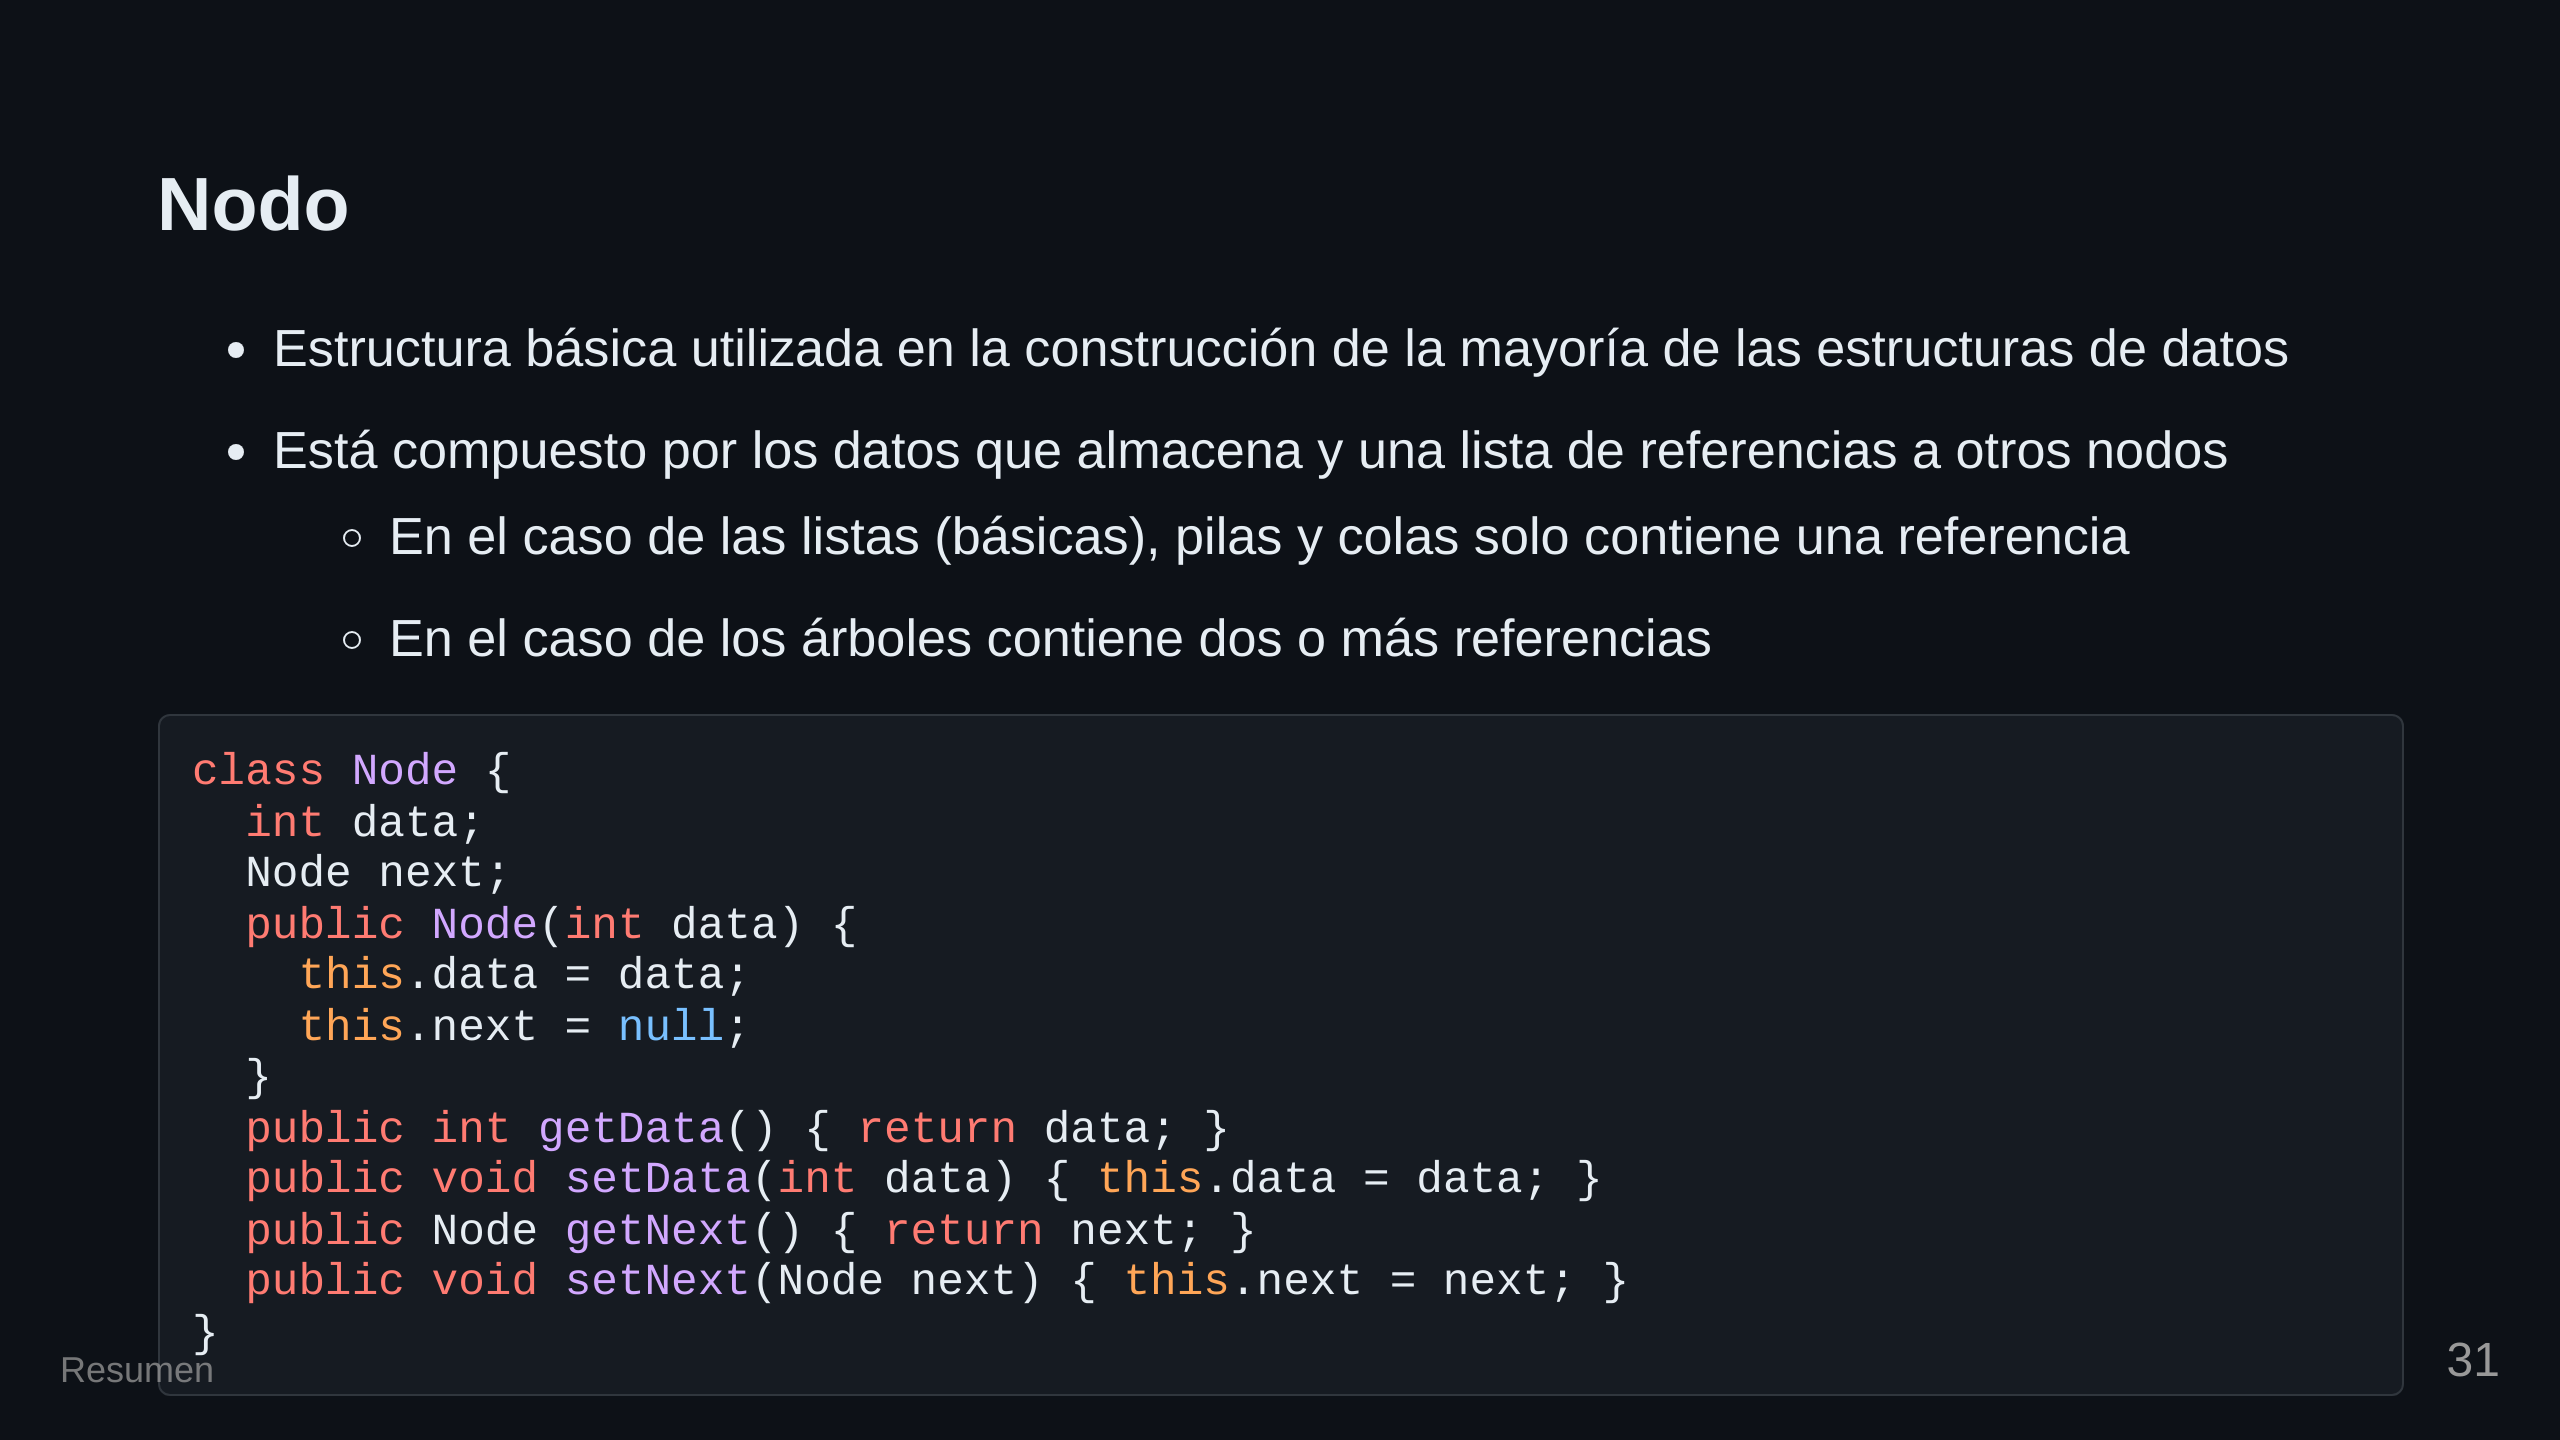 Nodo
• Estructura básica utilizada en la construcción de la mayoría de las estructuras de datos
• Está compuesto por los datos que almacena y una lista de referencias a otros nodos
◦ En el caso de las listas (básicas), pilas y colas solo contiene una referencia
◦ En el caso de los árboles contiene dos o más referencias
class Node {
  int data;
  Node next;
  public Node(int data) {
    this.data = data;
    this.next = null;
  }
  public int getData() { return data; }
  public void setData(int data) { this.data = data; }
  public Node getNext() { return next; }
  public void setNext(Node next) { this.next = next; }
}
Resumen
31